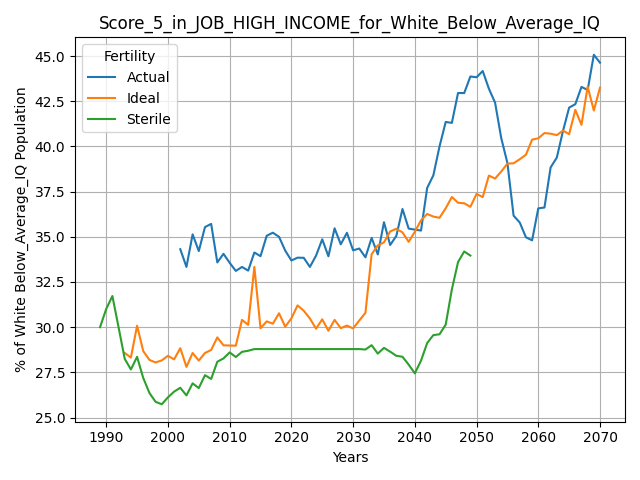 Score_5_in_JOB_HIGH_INCOME_for_White_Below_Average_IQ
% of White Below_Average_IQ Population
45.0
42.5
40.0
37.5
35.0
32.5
30.0
27.5
25.0
Fertility
Actual
Ideal
Sterile
1990 2000 2010 2020 2030 2040 2050 2060 2070
Years